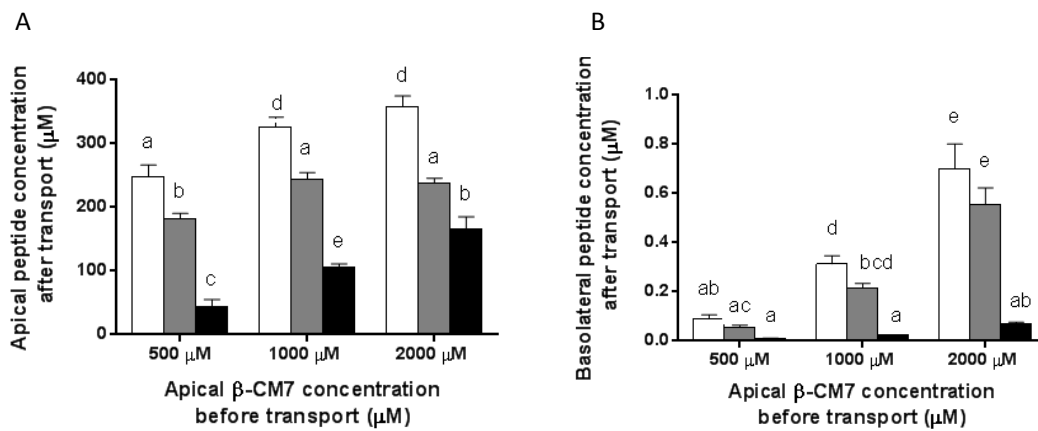 A
Apical peptide concentration
after transport (μM)
400
300
200
100
0
a
b
c
d
a
e
d
a
b
500 μM
1000 μM
2000 μM
Apical β-CM7 concentration
before transport (μM)
B
Basolateral peptide concentration
after transport (μM)
1.0
0.8
0.6
0.4
0.2
0.0
ab
ac
a
d
bcd
a
e
e
ab
500 μM
1000 μM
2000 μM
Apical β-CM7 concentration
before transport (μM)